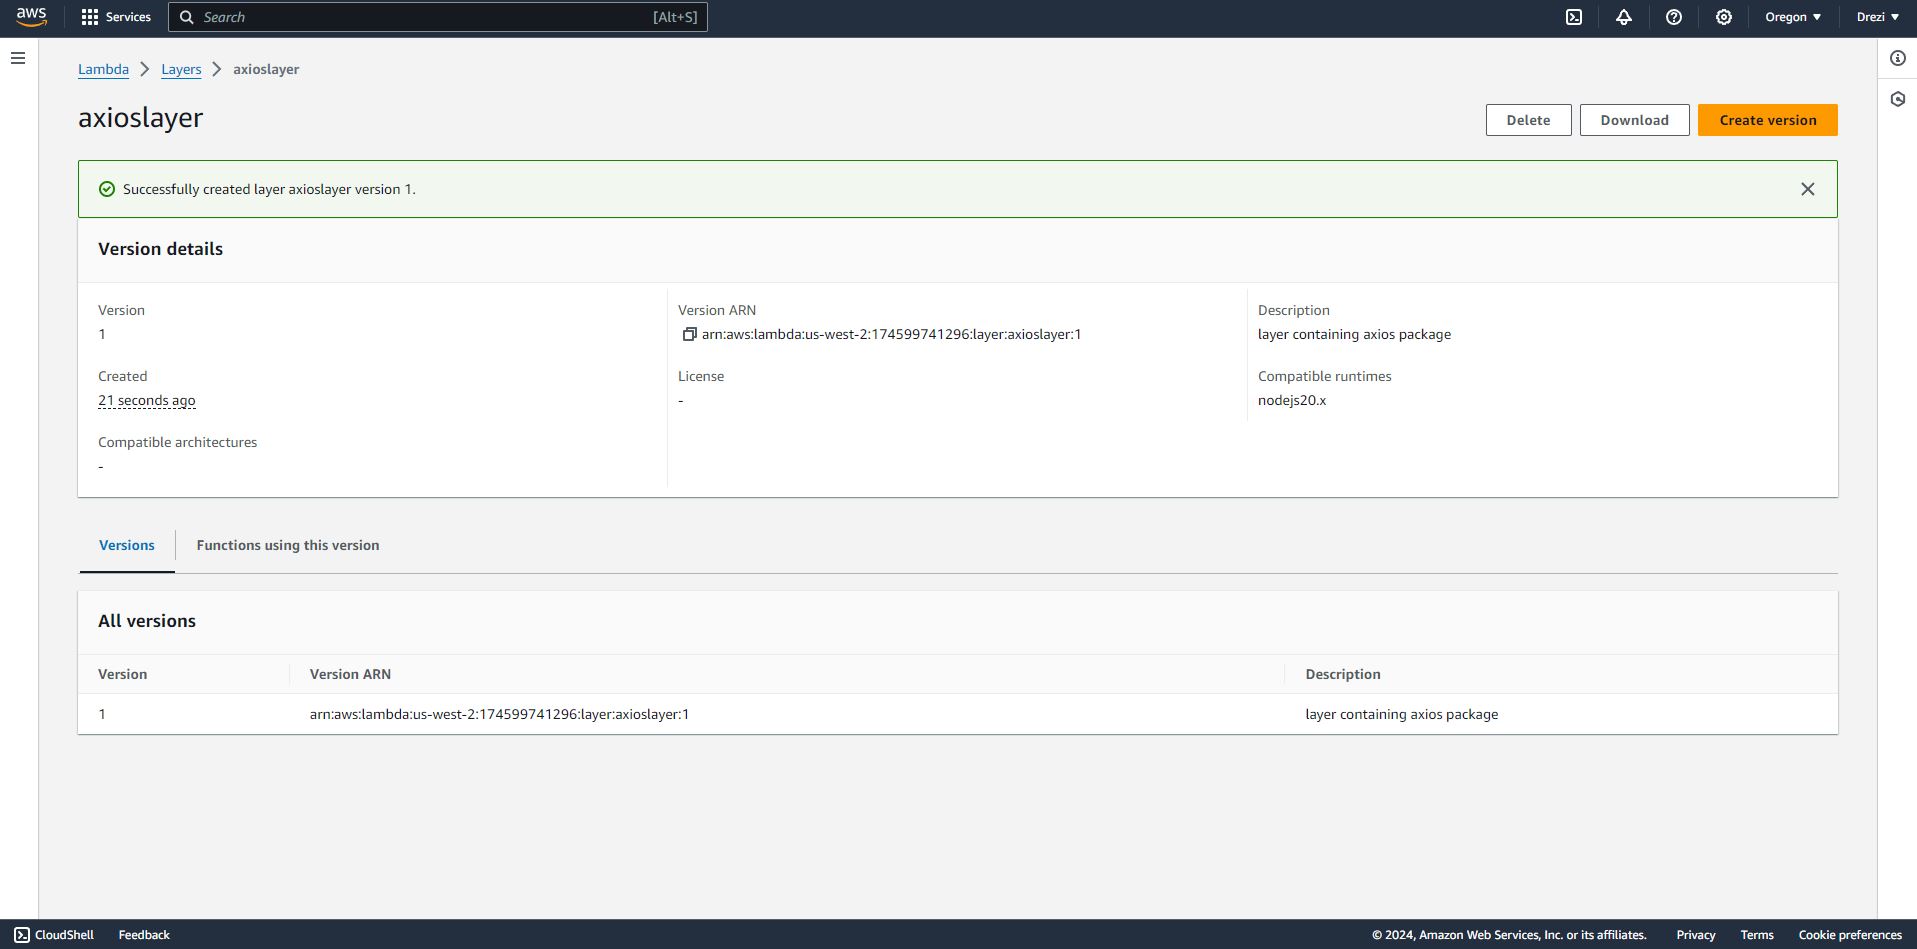 aws Services Search [Alt+S] Oregon Drezi
Lambda Layers axioslayer
axioslayer
Delete Download Create version
Successfully created layer axioslayer version 1.
Version details
Version Version ARN Description
1 arn:aws:lambda:us-west-2:174599741296:layer:axioslayer:1 layer containing axios package
Created License Compatible runtimes
21 seconds ago - nodejs20.x
Compatible architectures
-
Versions Functions using this version
All versions
Version Version ARN Description
1 arn:aws:lambda:us-west-2:174599741296:layer:axioslayer:1 layer containing axios package
CloudShell Feedback © 2024, Amazon Web Services, Inc. or its affiliates. Privacy Terms Cookie preferences